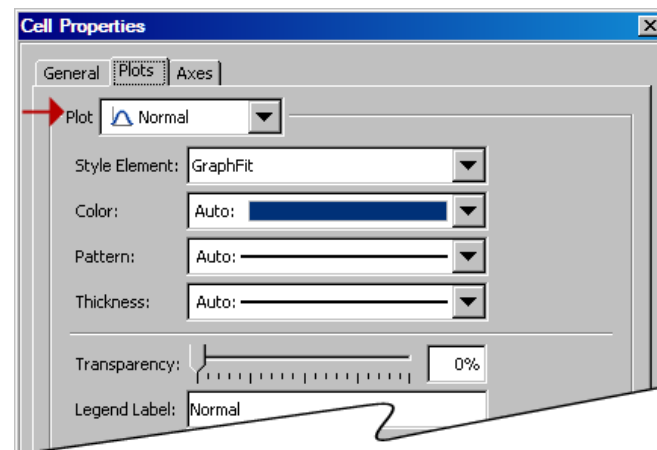 Cell Properties
General Plots Axes
Plot Normal
Style Element: GraphFit
Color: Auto:
Pattern: Auto:
Thickness: Auto:
Transparency: 0%
Legend Label: Normal